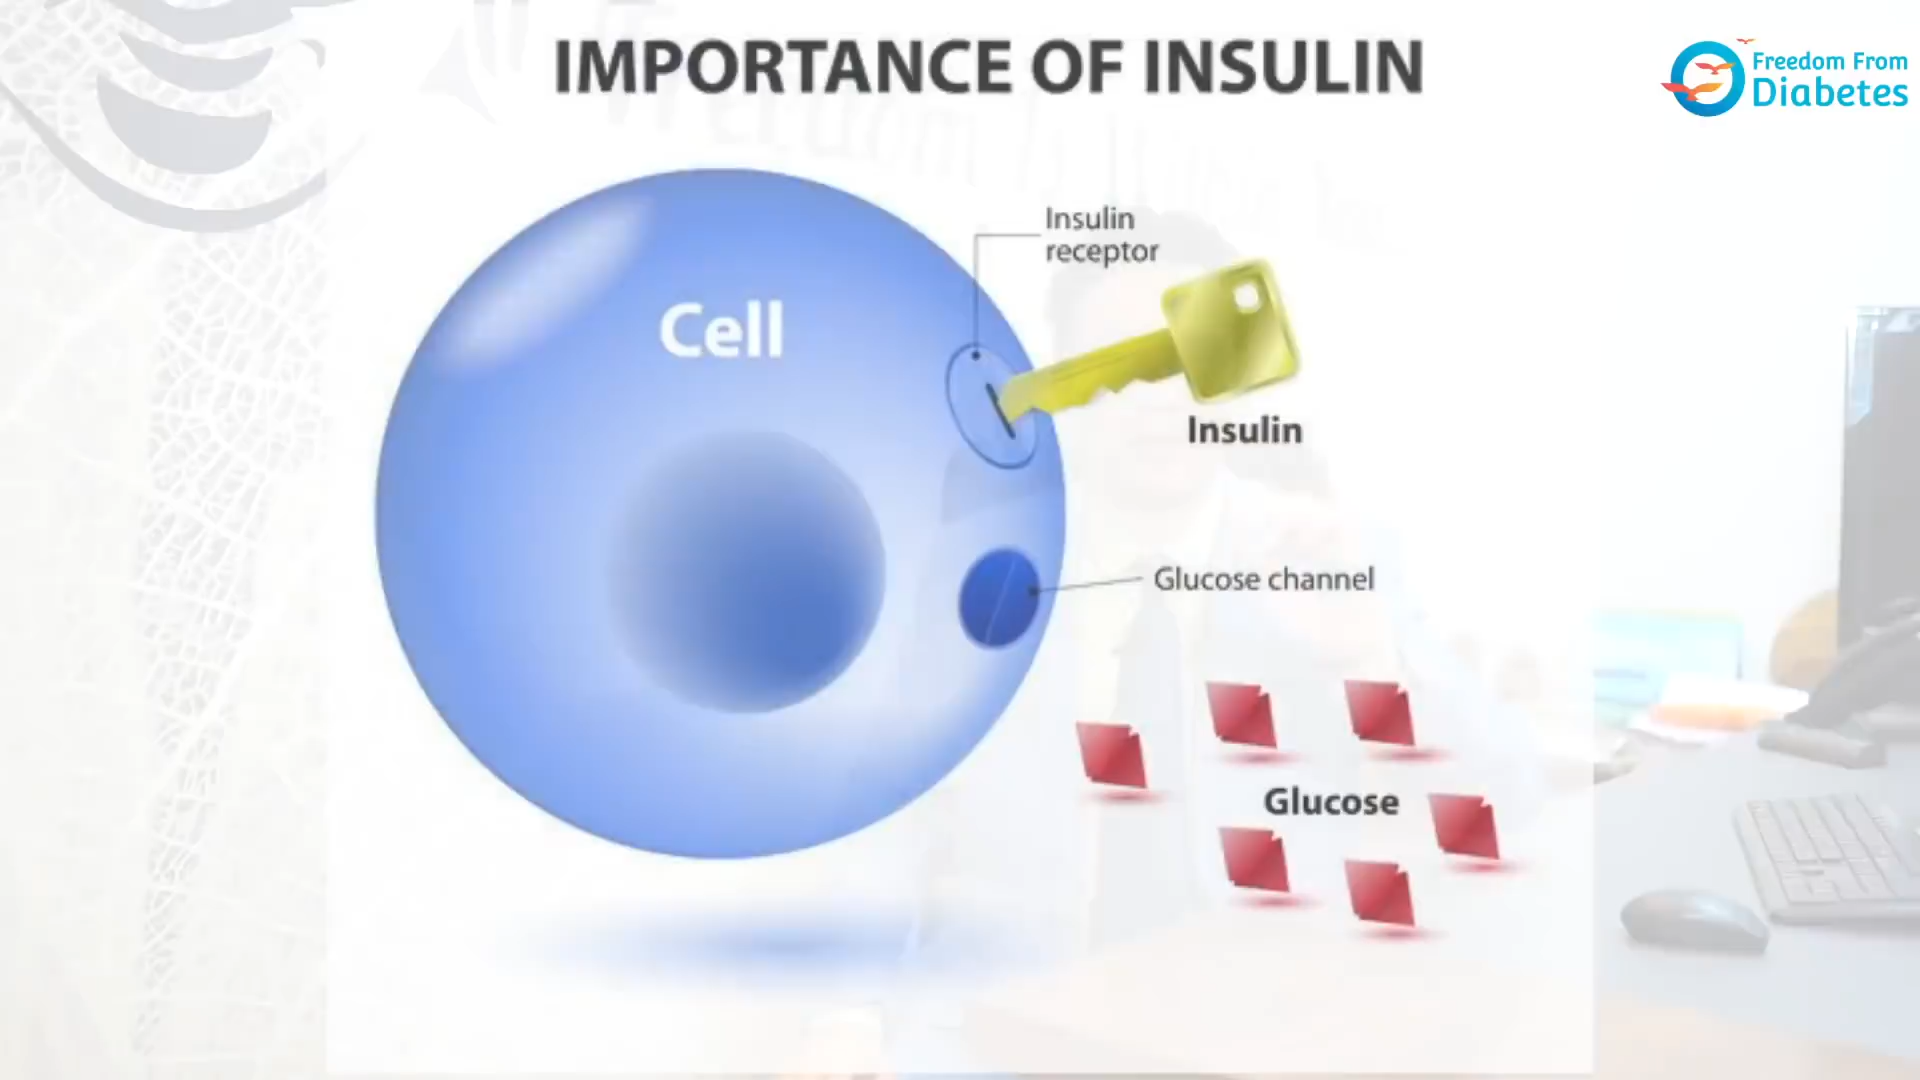 IMPORTANCE OF INSULIN
Freedom From
Diabetes
Insulin
receptor
Cell
Insulin
Glucose channel
Glucose